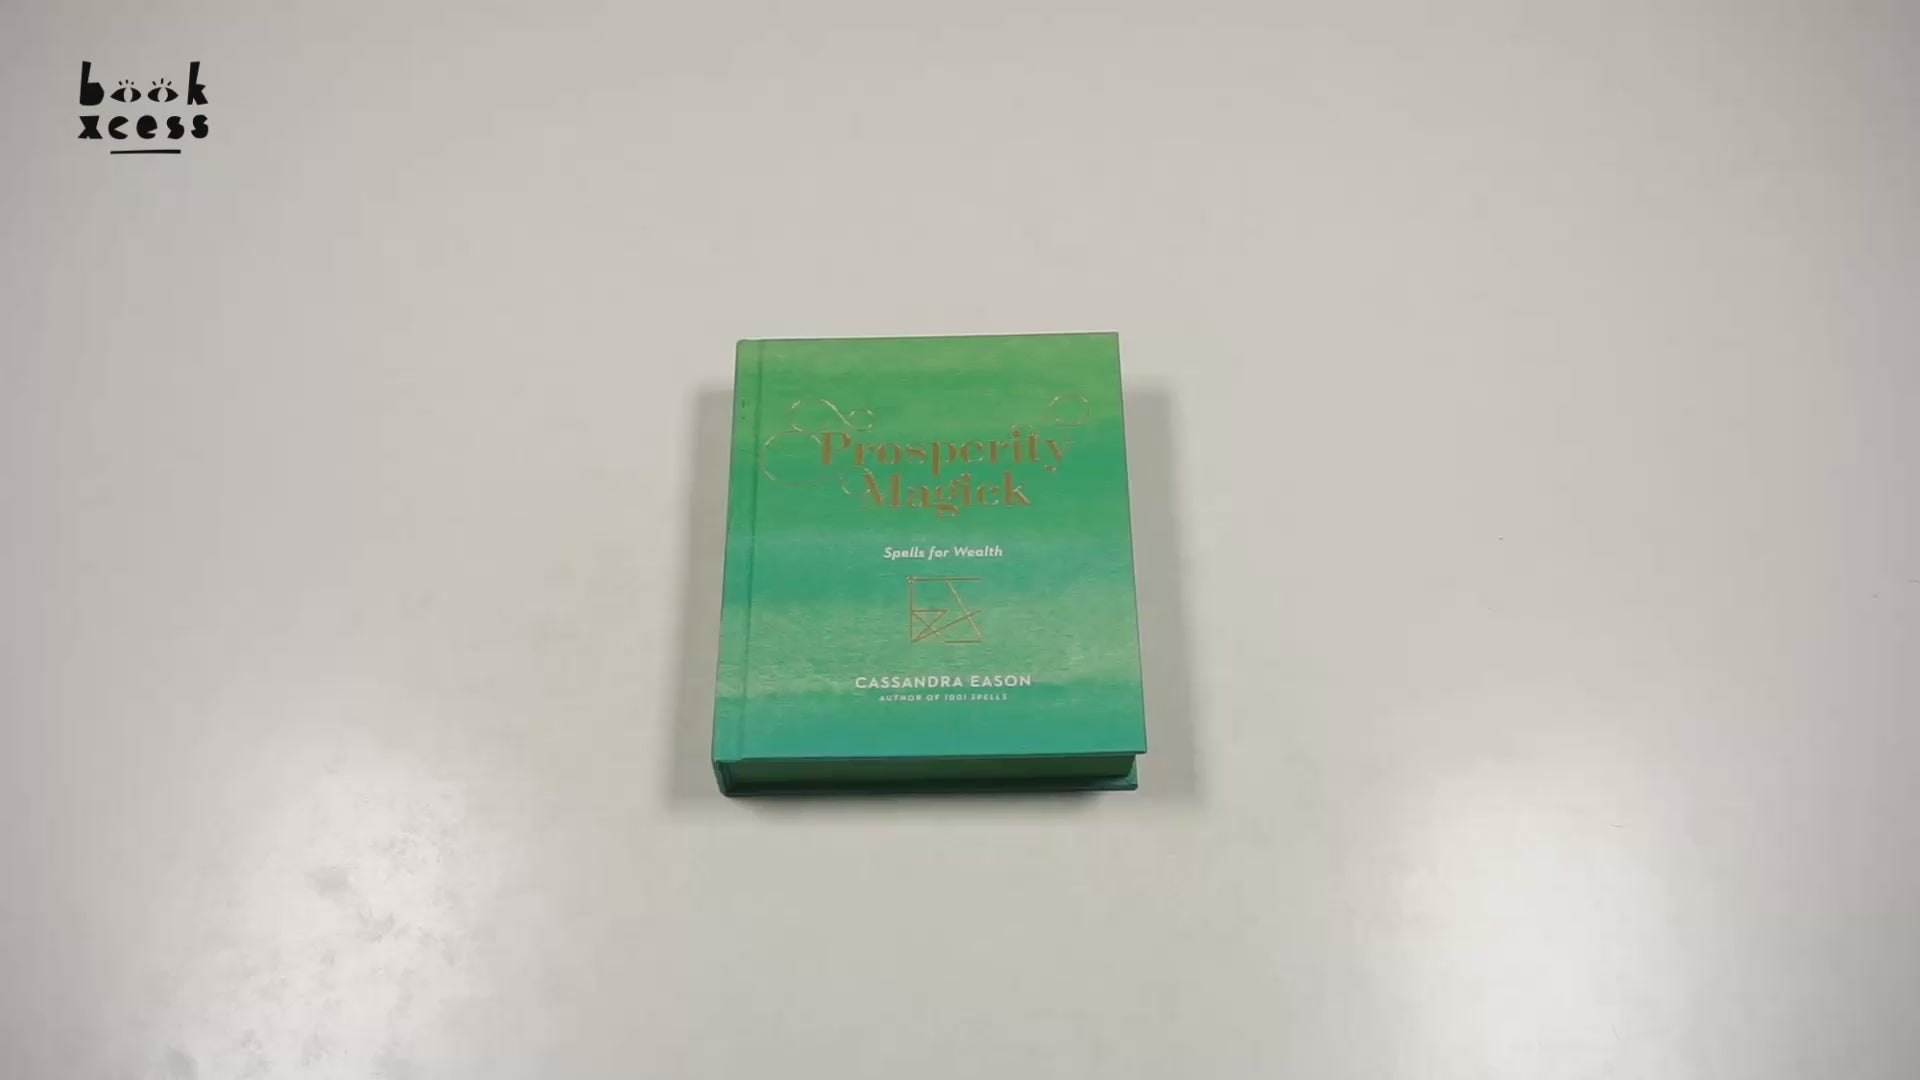 book
xcess
Prosperity
Magick
Spells for Wealth
CASSANDRA EASON
AUTHOR OF 1001 SPELLS